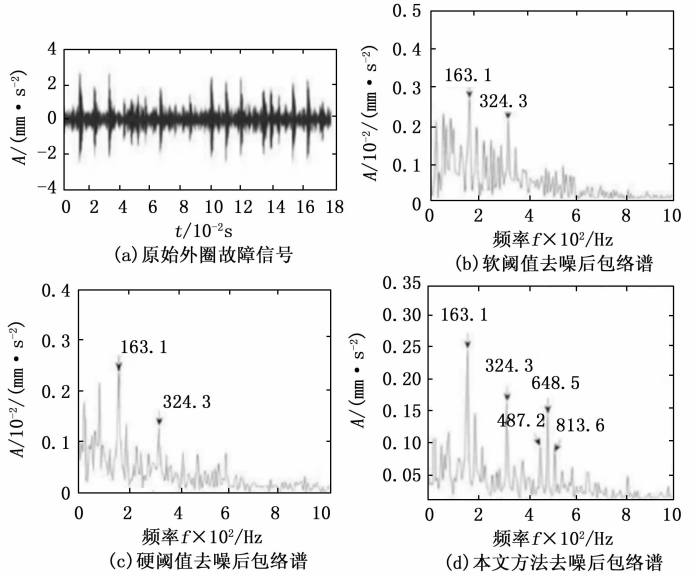 4
2
0
−2
−4
A/(mm·s⁻²)
0 2 4 6 8 10 12 14 16 18
t/10⁻²s
(a)原始外圈故障信号
0.5
0.3
0.2
0.1
0
A/10⁻²/(mm·s⁻²)
163.1
324.3
0 2 4 6 8 10
频率f×10²/Hz
(b)软阈值去噪后包络谱
0.4
0.3
0.2
0.1
0
A/10⁻²/(mm·s⁻²)
163.1
324.3
0 2 4 6 8 10
频率f×10²/Hz
(c)硬阈值去噪后包络谱
0.35
0.30
0.25
0.20
0.15
0.10
0.05
A/(mm·s⁻²)
163.1
324.3
648.5
487.2
813.6
0 2 4 6 8 10
频率f×10²/Hz
(d)本文方法去噪后包络谱